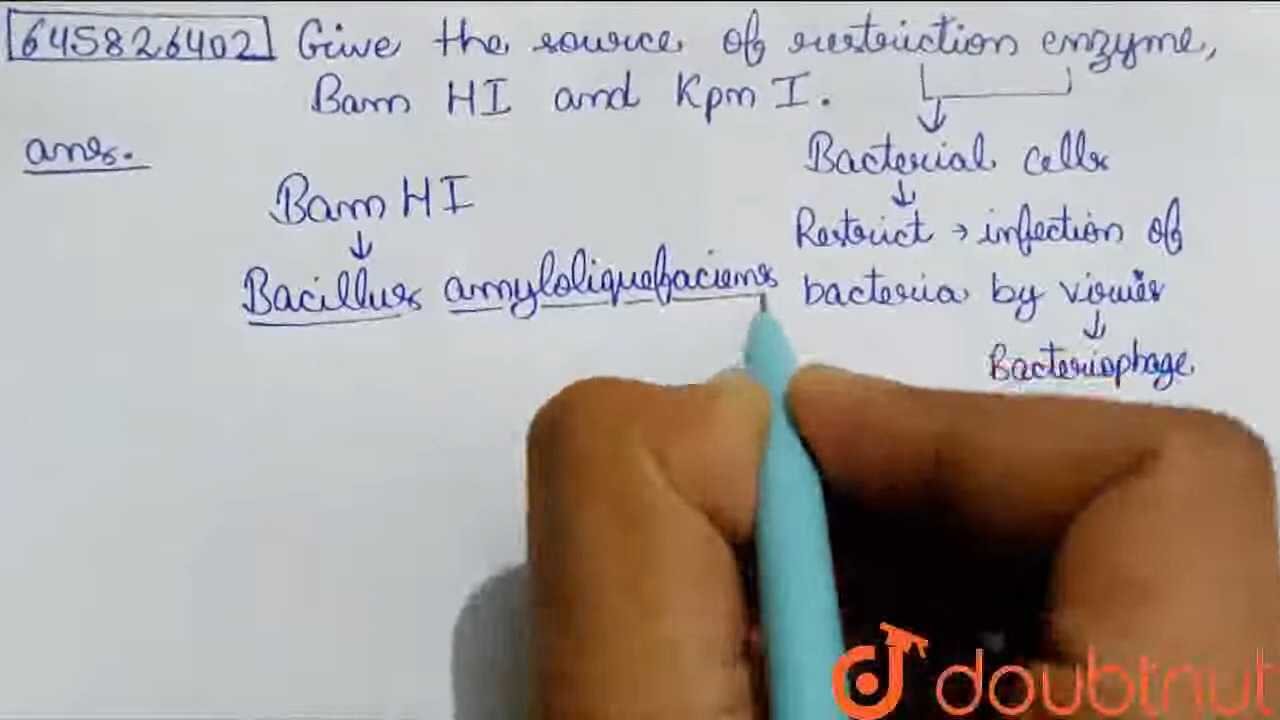 645826402 Give the source of restriction enzyme,
Bam HI and Kpn I.
ans.
Bam HI
↓
Bacillus amyloliquefaciens
↓
Bacterial cells
↓
Restrict → infection of
bacteria by viruses
↓
Bacteriophage
doubtnut